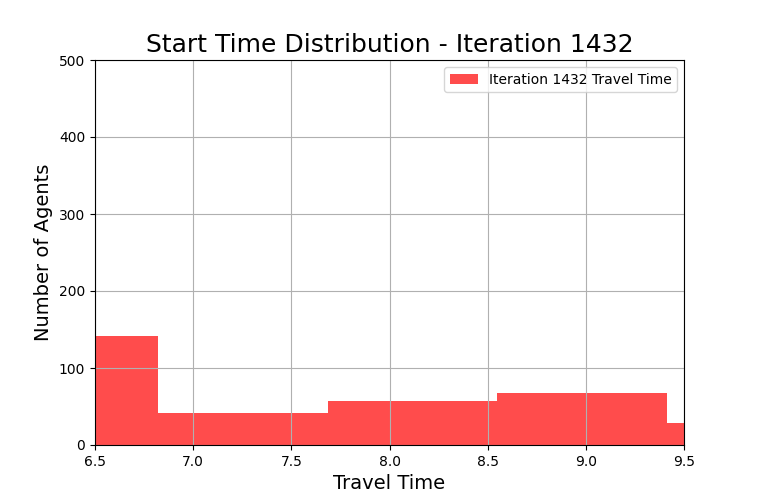 Start Time Distribution - Iteration 1432
Iteration 1432 Travel Time
Number of Agents
500
400
300
200
100
0
6.5 7.0 7.5 8.0 8.5 9.0 9.5
Travel Time